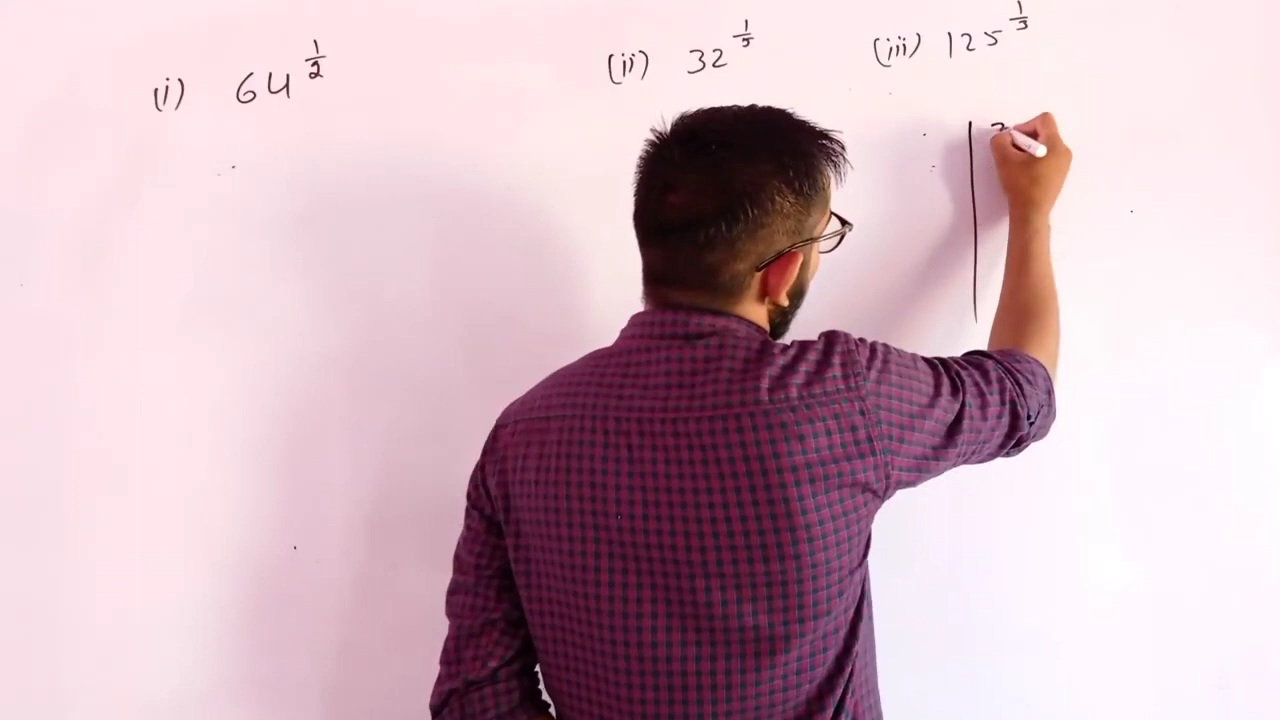 (i) 64^(1/2) (ii) 32^(1/5) (iii) 125^(1/3)